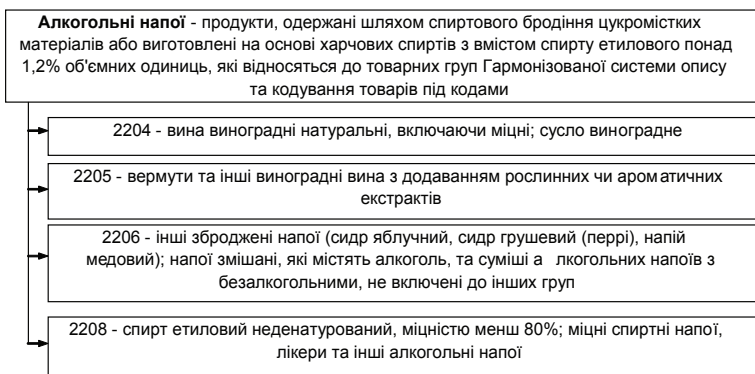 Алкогольні напої - продукти, одержані шляхом спиртового бродіння цукромістких
матеріалів або виготовлені на основі харчових спиртів з вмістом спирту етилового понад
1,2% об'ємних одиниць, які відносяться до товарних груп Гармонізованої системи опису
та кодування товарів під кодами
2204 - вина виноградні натуральні, включаючи міцні; сусло виноградне
2205 - вермути та інші виноградні вина з додаванням рослинних чи ароматичних
екстрактів
2206 - інші зброджені напої (сидр яблучний, сидр грушевий (перрі), напій
медовий); напої змішані, які містять алкоголь, та суміші а лкогольних напоїв з
безалкогольними, не включені до інших груп
2208 - спирт етиловий неденатурований, міцністю менш 80%; міцні спиртні напої,
лікери та інші алкогольні напої